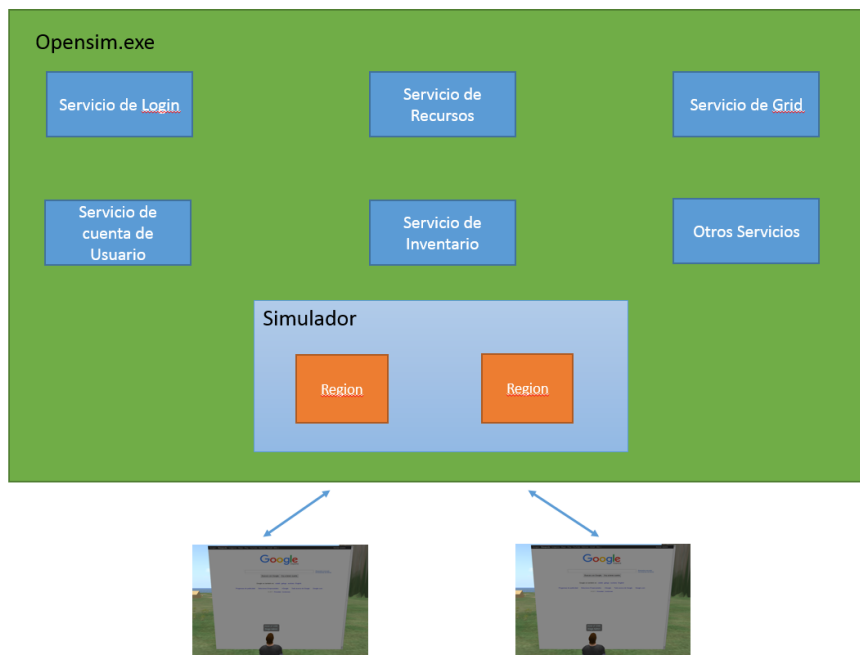 Opensim.exe
Servicio de Login
Servicio de
Recursos
Servicio de Grid
Servicio de
cuenta de
Usuario
Servicio de
Inventario
Otros Servicios
Simulador
Region
Region
Google
Google